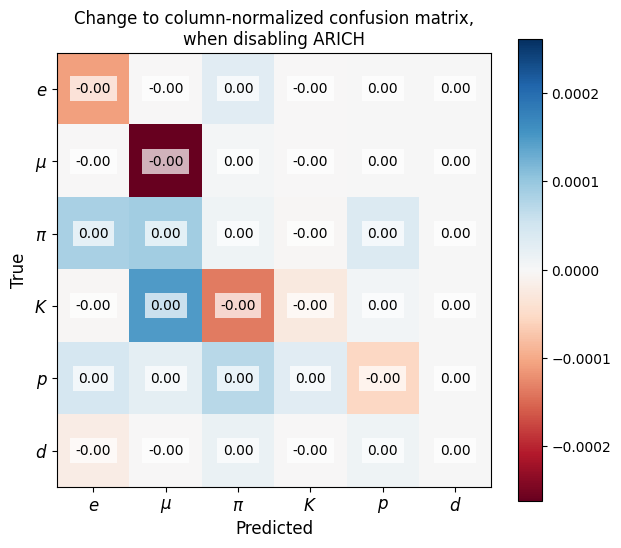 Change to column-normalized confusion matrix,
when disabling ARICH
e -0.00 -0.00 0.00 -0.00 0.00 0.00
μ -0.00 -0.00 0.00 -0.00 0.00 0.00
π 0.00 0.00 0.00 -0.00 0.00 0.00
K -0.00 0.00 -0.00 -0.00 0.00 0.00
p 0.00 0.00 0.00 0.00 -0.00 0.00
d -0.00 -0.00 0.00 -0.00 0.00 0.00
e μ π K p d
Predicted
True
0.0002
0.0001
0.0000
−0.0001
−0.0002